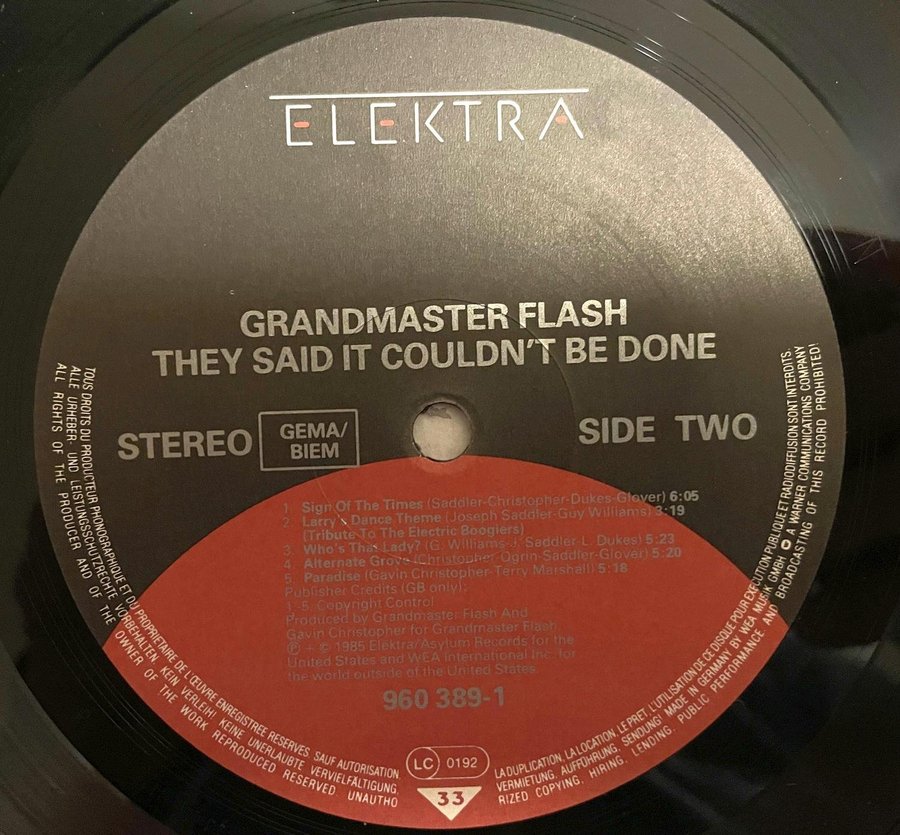 ELEKTRA
GRANDMASTER FLASH
THEY SAID IT COULDN'T BE DONE
STEREO
GEMA/
BIEM
SIDE TWO
1. Sign Of The Times (Saddler-Christopher-Dukes-Glover) 6:05
2. Larry's Dance Theme (Joseph Saddler-Guy Williams) 3:19
(Tribute To The Electric Boogiers)
3. Who's That Lady? (G. Williams-J. Saddler-L. Dukes) 5:23
4. Alternate Grove (Christopher, Ogrin-Saddler-Glover) 5:20
5. Paradise (Gavin Christopher-Terry Marshall) 5:18
Publisher Credits (GB only):
1-5. Copyright Control
Produced by Grandmaster Flash And
Gavin Christopher for Grandmaster Flash.
℗ + © 1985 Elektra/Asylum Records for the
United States and WEA International Inc. for
the world outside of the United States.
960 389-1
LC 0192
33
TOUS DROITS DU PRODUCTEUR PHONOGRAPHIQUE ET DU PROPRIETAIRE DE L'ŒUVRE ENREGISTREE RESERVES. SAUF AUTORISATION, LA DUPLICATION, LA LOCATION, LE PRET, L'UTILISATION DE CE DISQUE POUR EXECUTION PUBLIQUE ET RADIODIFFUSION SONT INTERDITS.
ALLE URHEBER- UND LEISTUNGSSCHUTZRECHTE VORBEHALTEN. KEIN VERLEIH! KEINE UNERLAUBTE VERVIELFÄLTIGUNG, VERMIETUNG, AUFFÜHRUNG, SENDUNG. MADE IN GERMANY BY WEA MUSIK GMBH A WARNER COMMUNICATIONS COMPANY
ALL RIGHTS OF THE PRODUCER AND OF THE OWNER OF THE WORK REPRODUCED RESERVED. UNAUTHORIZED COPYING, HIRING, LENDING, PUBLIC PERFORMANCE AND BROADCASTING OF THIS RECORD PROHIBITED!